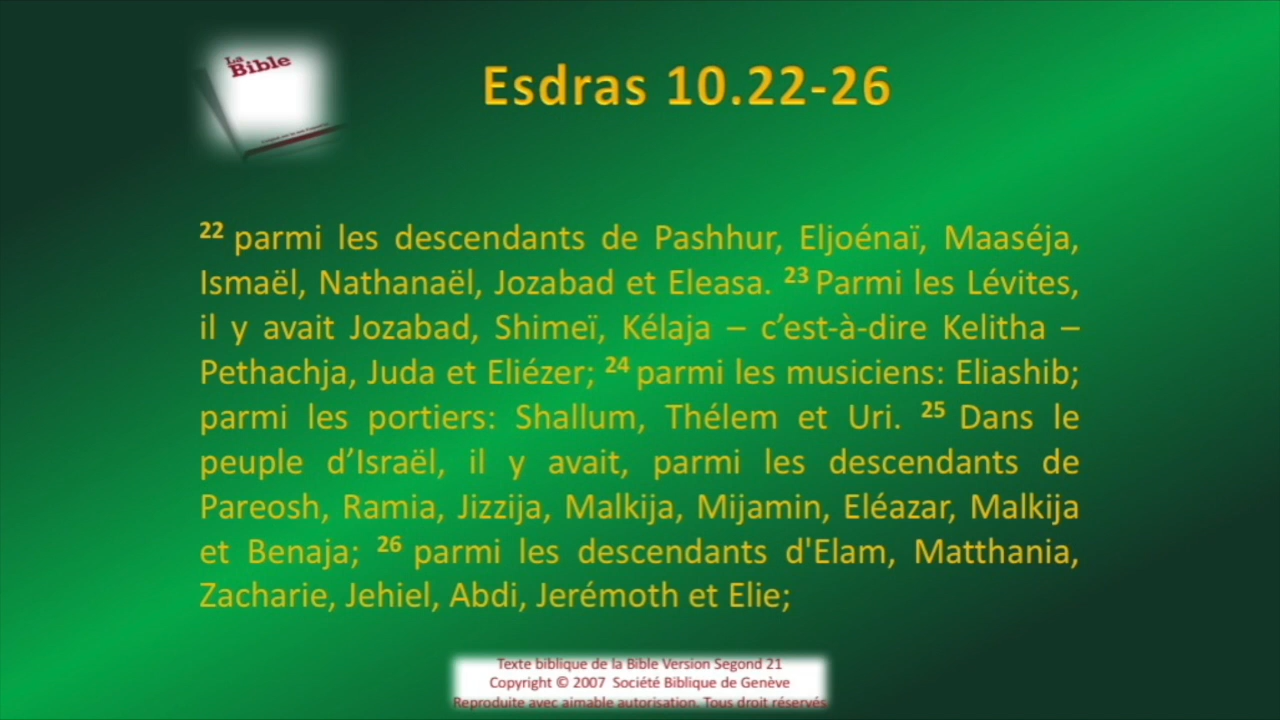 La
Bible
Esdras 10.22-26
22 parmi les descendants de Pashhur, Eljoénaï, Maaséja,
Ismaël, Nathanaël, Jozabad et Eleasa. 23 Parmi les Lévites,
il y avait Jozabad, Shimeï, Kélaja – c’est-à-dire Kelitha –
Pethachja, Juda et Eliézer; 24 parmi les musiciens: Eliashib;
parmi les portiers: Shallum, Thélem et Uri. 25 Dans le
peuple d’Israël, il y avait, parmi les descendants de
Pareosh, Ramia, Jizzija, Malkija, Mijamin, Eléazar, Malkija
et Benaja; 26 parmi les descendants d'Elam, Matthania,
Zacharie, Jehiel, Abdi, Jerémoth et Elie;
Texte biblique de la Bible Version Segond 21
Copyright © 2007 Société Biblique de Genève
Reproduite avec aimable autorisation. Tous droit réservés